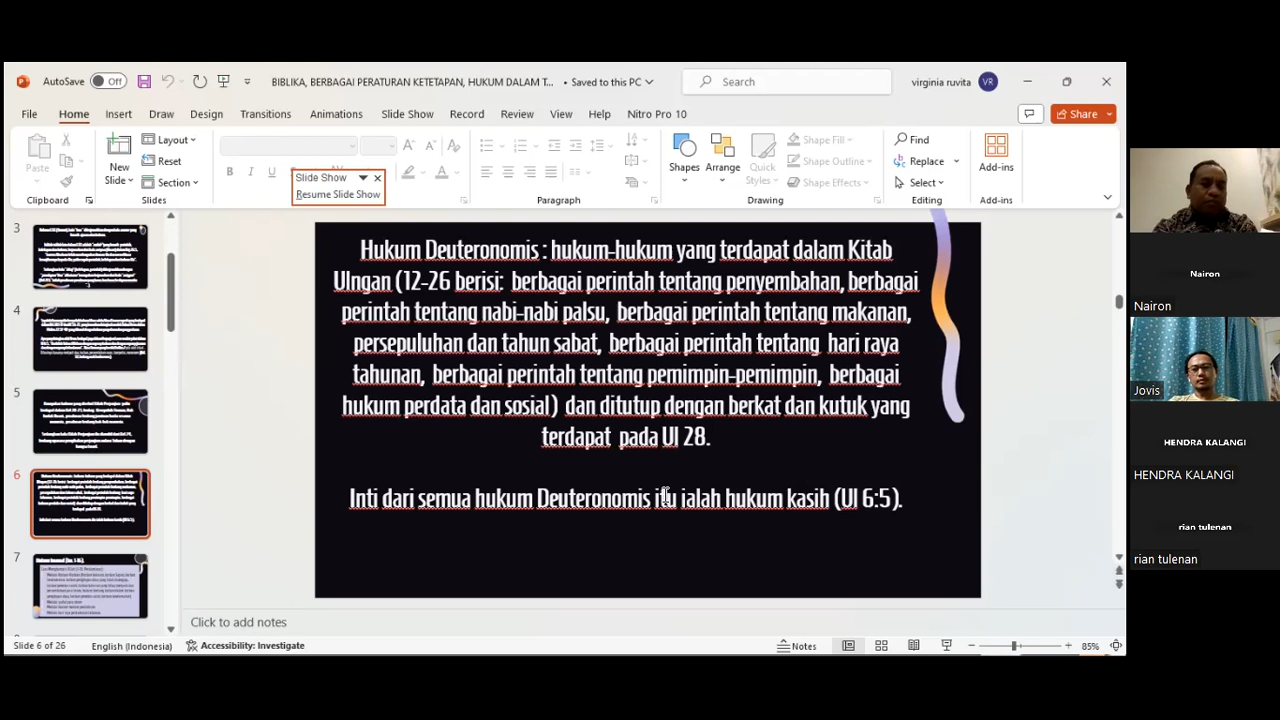 AutoSave Off
BIBLIKA, BERBAGAI PERATURAN KETETAPAN, HUKUM DALAM T... • Saved to this PC
Search
virginia ruvita VR
File Home Insert Draw Design Transitions Animations Slide Show Record Review View Help Nitro Pro 10 Share
Paste
New Slide
Layout
Reset
Section
B I U
Slide Show
Resume Slide Show
Shapes
Arrange
Quick Styles
Shape Fill
Shape Outline
Shape Effects
Find
Replace
Select
Add-ins
Clipboard Slides Paragraph Drawing Editing Add-ins
3
4
5
6
7
Hukum Deuteronomis : hukum-hukum yang terdapat dalam Kitab
Ulngan (12-26 berisi: berbagai perintah tentang penyembahan, berbagai
perintah tentang nabi-nabi palsu, berbagai perintah tentang makanan,
persepuluhan dan tahun sabat, berbagai perintah tentang hari raya
tahunan, berbagai perintah tentang pemimpin-pemimpin, berbagai
hukum perdata dan sosial) dan ditutup dengan berkat dan kutuk yang
terdapat pada Ul 28.
Inti dari semua hukum Deuteronomis itu ialah hukum kasih (Ul 6:5).
Click to add notes
Slide 6 of 26 English (Indonesia) Accessibility: Investigate Notes 85%
Nairon
Nairon
Jovis
HENDRA KALANGI
HENDRA KALANGI
rian tulenan
rian tulenan